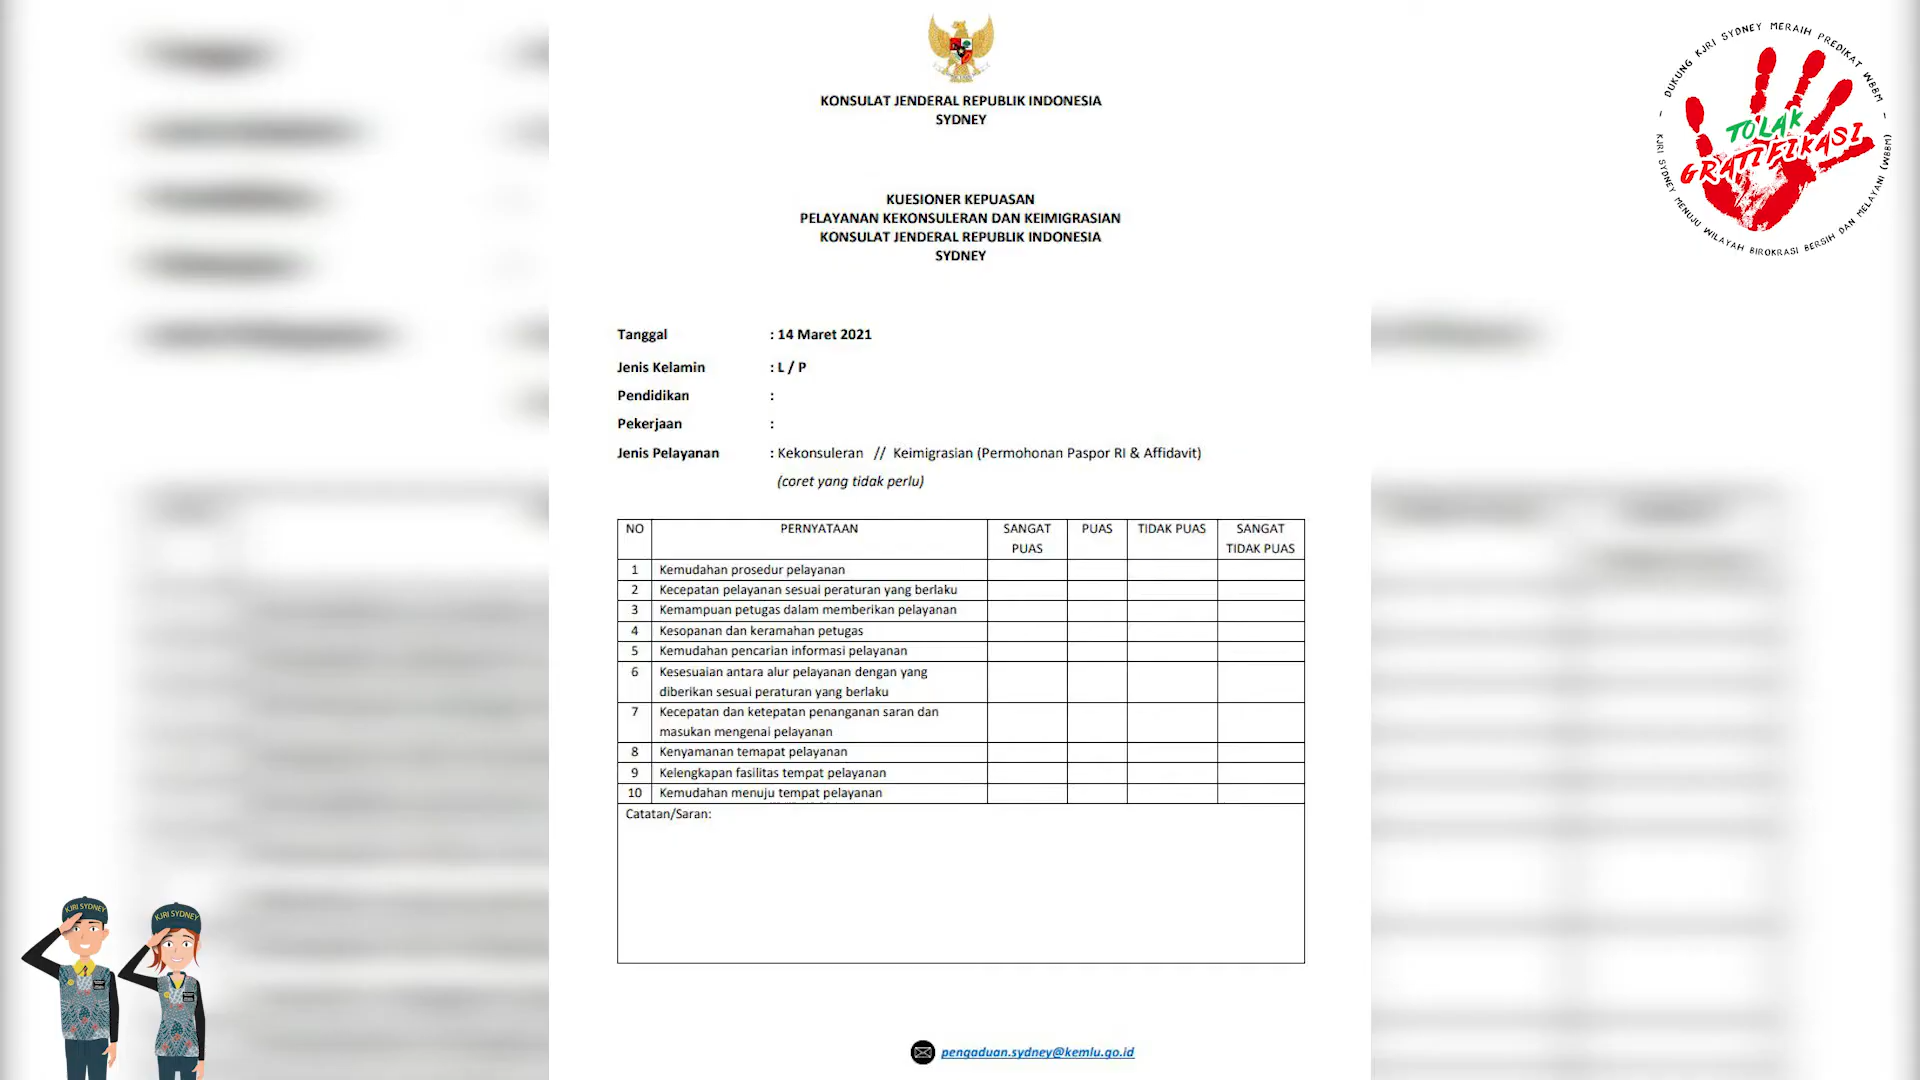 KONSULAT JENDERAL REPUBLIK INDONESIA
SYDNEY
— DUKUNG KJRI SYDNEY MERAIH PREDIKAT WBBM —
TOLAK
GRATIFIKASI
KJRI SYDNEY MENUJU WILAYAH BIROKRASI BERSIH DAN MELAYANI (WBBM)
KUESIONER KEPUASAN
PELAYANAN KEKONSULERAN DAN KEIMIGRASIAN
KONSULAT JENDERAL REPUBLIK INDONESIA
SYDNEY
Tanggal : 14 Maret 2021
Jenis Kelamin : L / P
Pendidikan :
Pekerjaan :
Jenis Pelayanan : Kekonsuleran // Keimigrasian (Permohonan Paspor RI & Affidavit)
(coret yang tidak perlu)
NO PERNYATAAN SANGAT PUAS TIDAK PUAS SANGAT
PUAS TIDAK PUAS
1 Kemudahan prosedur pelayanan
2 Kecepatan pelayanan sesuai peraturan yang berlaku
3 Kemampuan petugas dalam memberikan pelayanan
4 Kesopanan dan keramahan petugas
5 Kemudahan pencarian informasi pelayanan
6 Kesesuaian antara alur pelayanan dengan yang
diberikan sesuai peraturan yang berlaku
7 Kecepatan dan ketepatan penanganan saran dan
masukan mengenai pelayanan
8 Kenyamanan temapat pelayanan
9 Kelengkapan fasilitas tempat pelayanan
10 Kemudahan menuju tempat pelayanan
Catatan/Saran:
KJRI SYDNEY
KJRI SYDNEY
pengaduan.sydney@kemlu.go.id